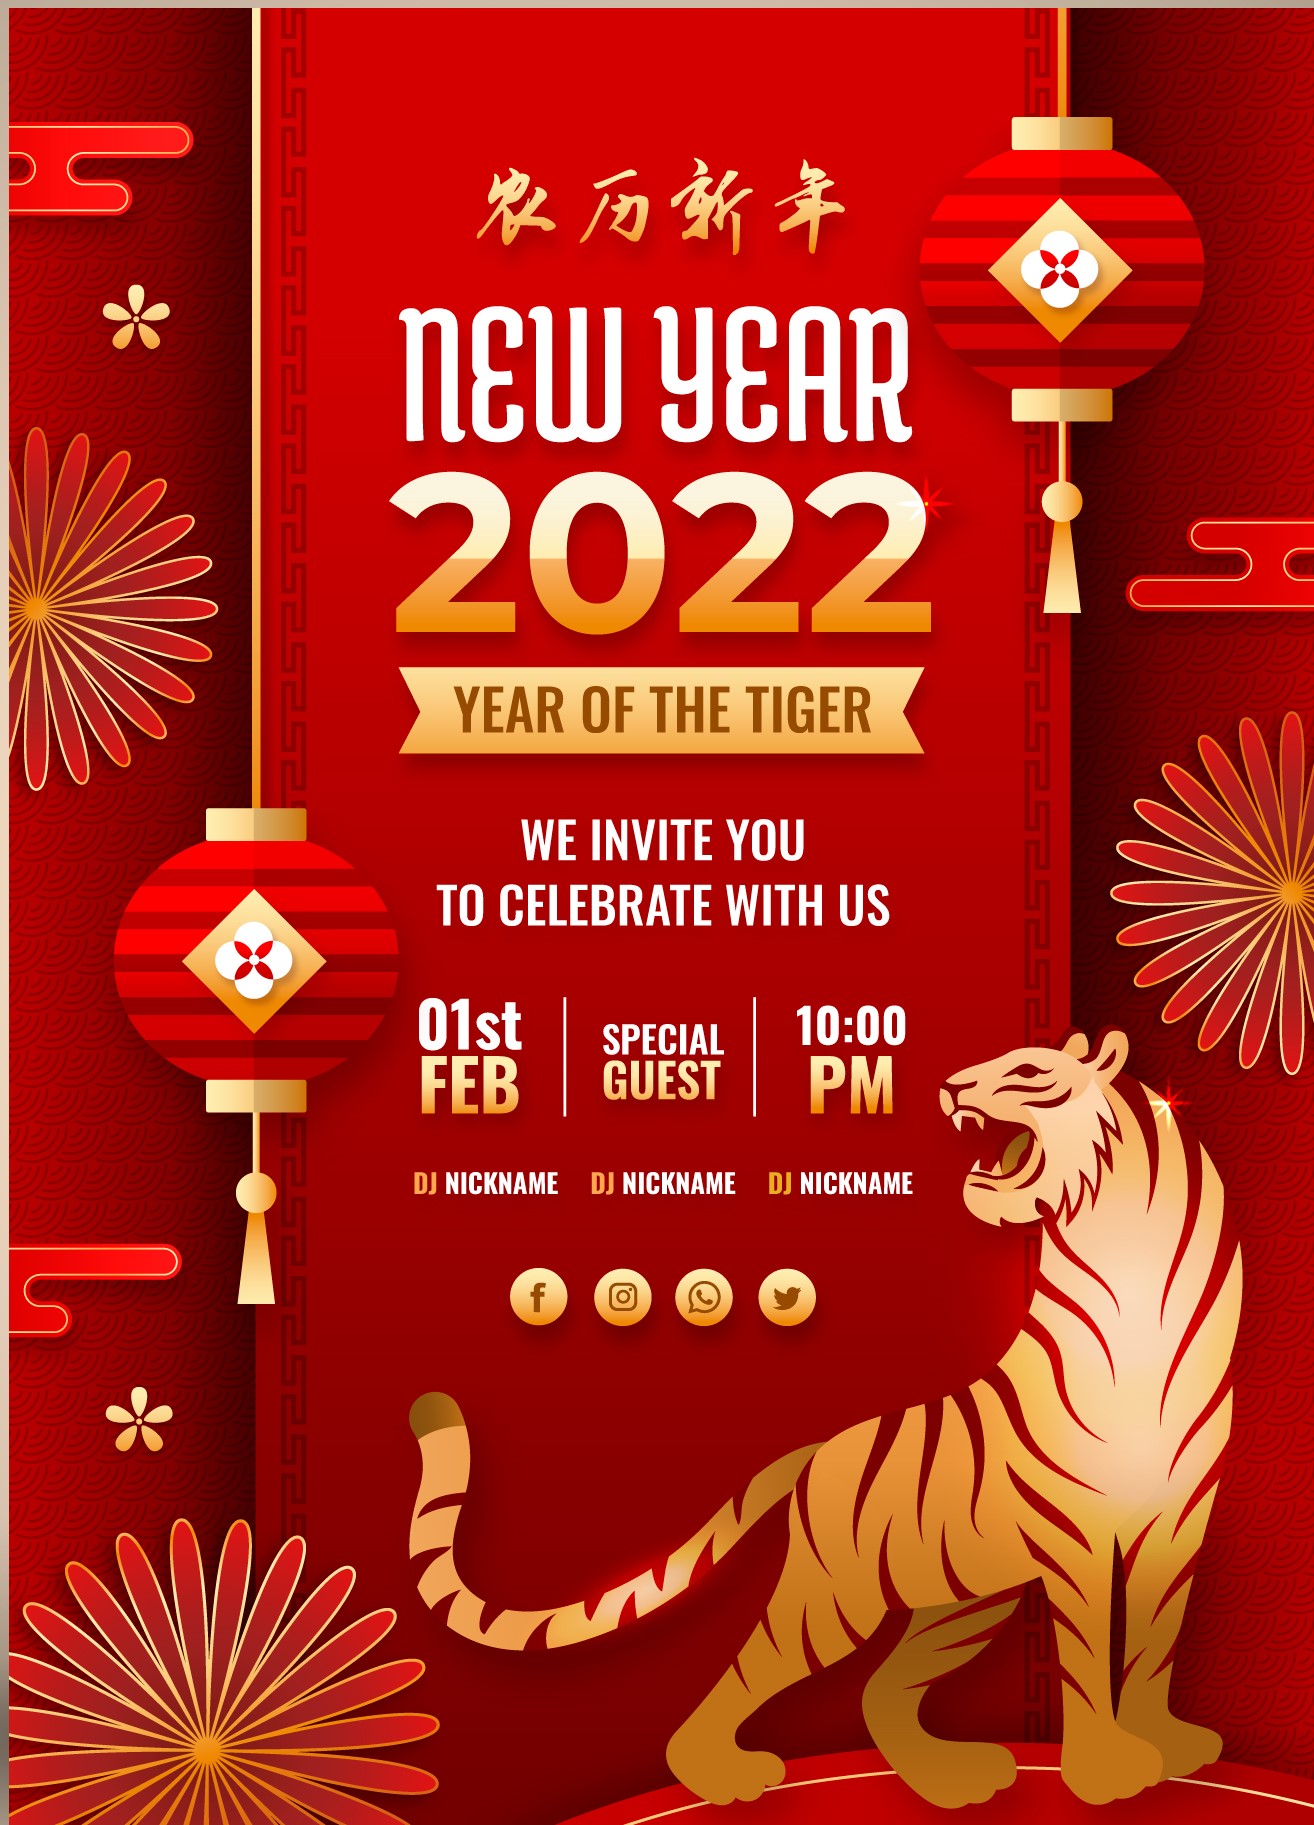 农历新年
NEW YEAR
2022
YEAR OF THE TIGER
WE INVITE YOU
TO CELEBRATE WITH US
01st
FEB
SPECIAL
GUEST
10:00
PM
DJ NICKNAME DJ NICKNAME DJ NICKNAME